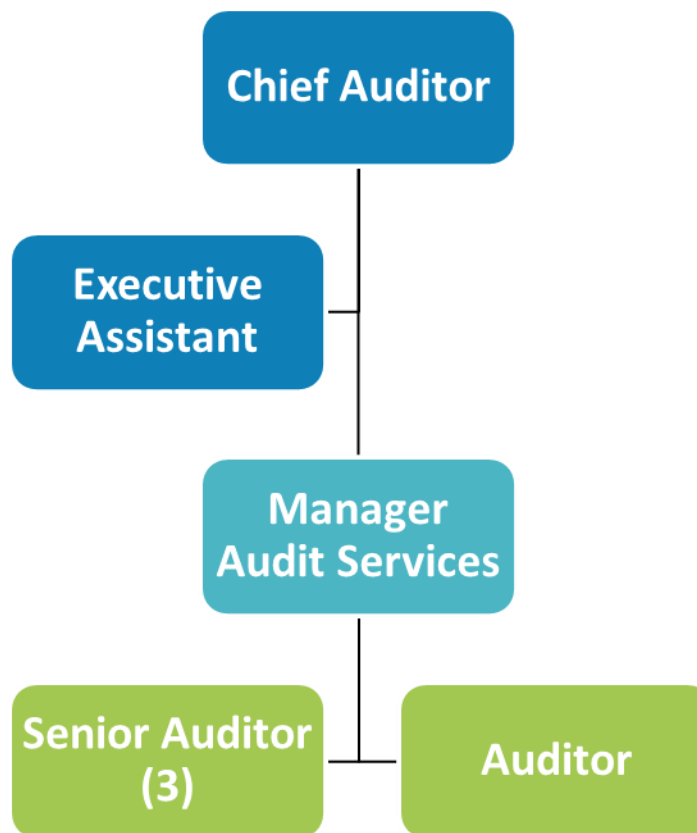 Chief Auditor
Executive
Assistant
Manager
Audit Services
Senior Auditor
(3)
Auditor